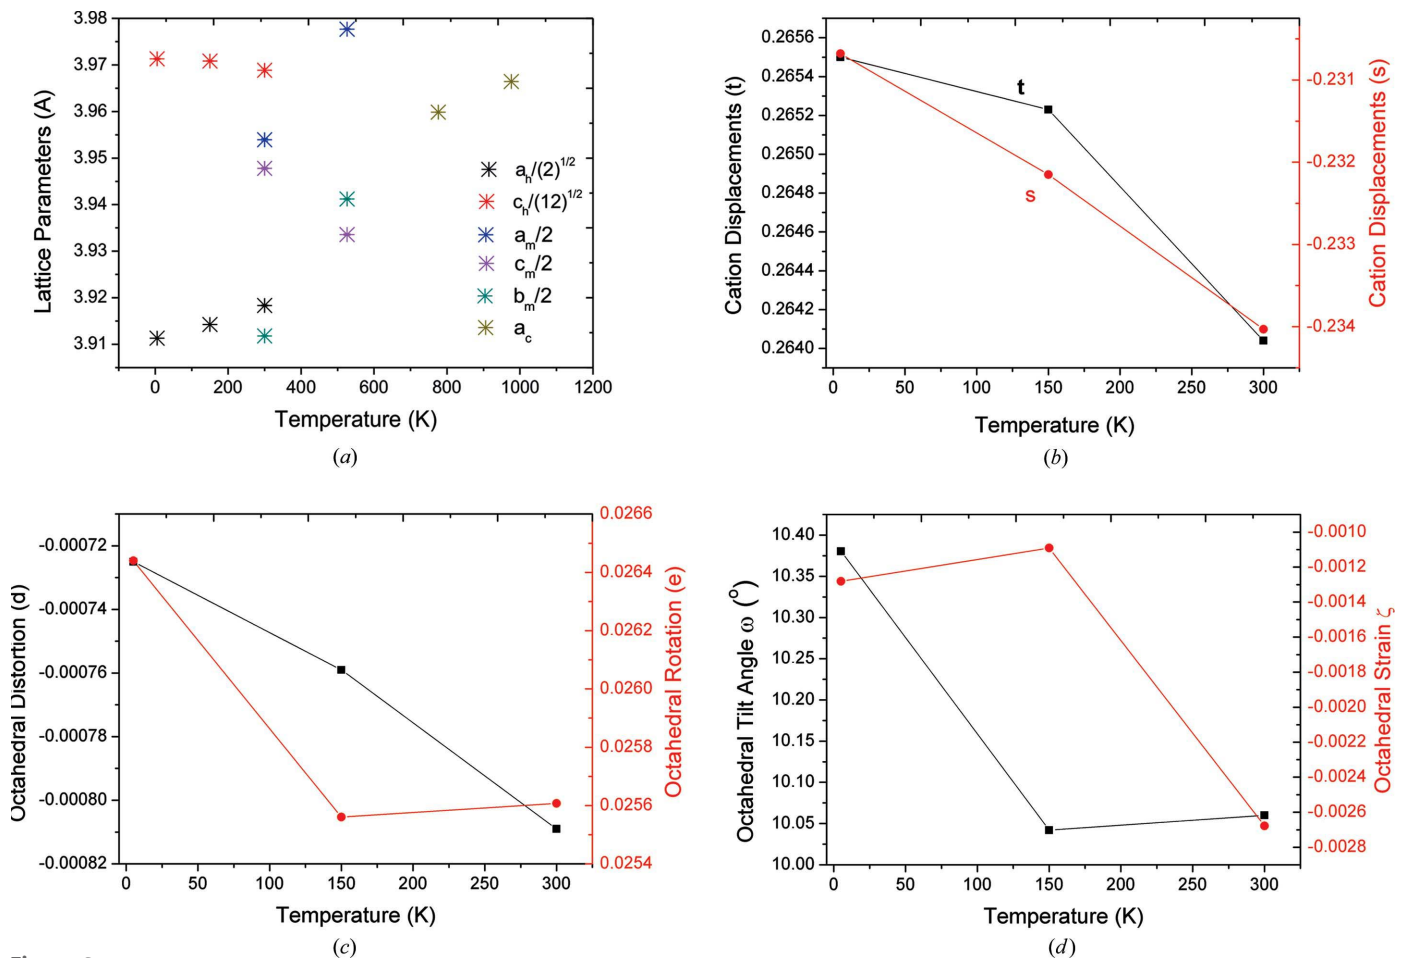 3.98
3.97
3.96
3.95
3.94
3.93
3.92
3.91
Lattice Parameters (A)
a_h/(2)^1/2
c_h/(12)^1/2
a_m/2
c_m/2
b_m/2
a_c
0 200 400 600 800 1000 1200
Temperature (K)
(a)
0.2656
0.2654
0.2652
0.2650
0.2648
0.2646
0.2644
0.2642
0.2640
Cation Displacements (t)
t
s
-0.231
-0.232
-0.233
-0.234
Cation Displacements (s)
0 50 100 150 200 250 300
Temperature (K)
(b)
-0.00072
-0.00074
-0.00076
-0.00078
-0.00080
-0.00082
Octahedral Distortion (d)
0.0266
0.0264
0.0262
0.0260
0.0258
0.0256
0.0254
Octahedral Rotation (e)
0 50 100 150 200 250 300
Temperature (K)
(c)
10.40
10.35
10.30
10.25
10.20
10.15
10.10
10.05
10.00
Octahedral Tilt Angle ω (°)
-0.0010
-0.0012
-0.0014
-0.0016
-0.0018
-0.0020
-0.0022
-0.0024
-0.0026
-0.0028
Octahedral Strain ζ
0 50 100 150 200 250 300
Temperature (K)
(d)